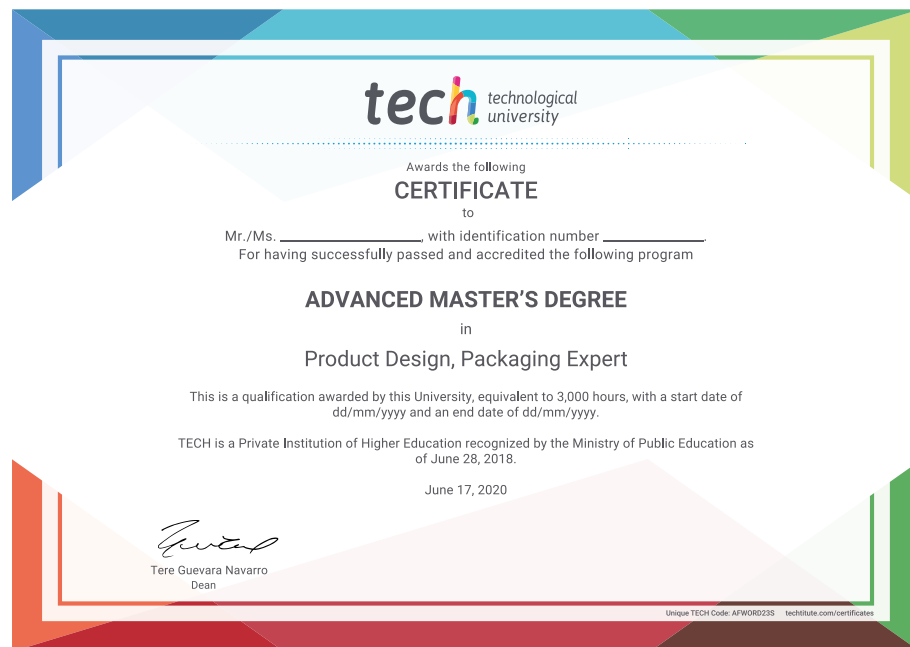 tech technological
university
Awards the following
CERTIFICATE
to
Mr./Ms. ____________________, with identification number ______________.
For having successfully passed and accredited the following program
ADVANCED MASTER’S DEGREE
in
Product Design, Packaging Expert
This is a qualification awarded by this University, equivalent to 3,000 hours, with a start date of
dd/mm/yyyy and an end date of dd/mm/yyyy.
TECH is a Private Institution of Higher Education recognized by the Ministry of Public Education as
of June 28, 2018.
June 17, 2020
Tere Guevara Navarro
Dean
Unique TECH Code: AFWORD23S techtitute.com/certificates